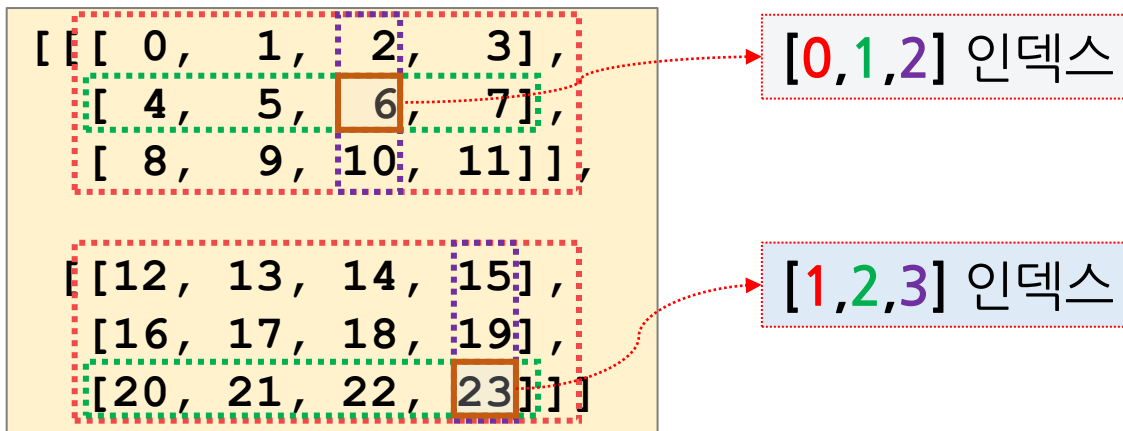 [[[ 0, 1, 2, 3],
[ 4, 5, 6, 7],
[ 8, 9, 10, 11]],
[[12, 13, 14, 15],
[16, 17, 18, 19],
[20, 21, 22, 23]]]
[0,1,2] 인덱스
[1,2,3] 인덱스